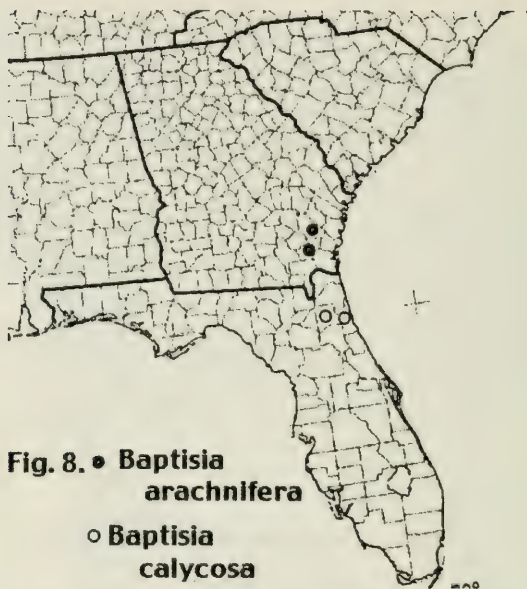 Fig. 8. • Baptisia
arachnifera
○ Baptisia
calycosa